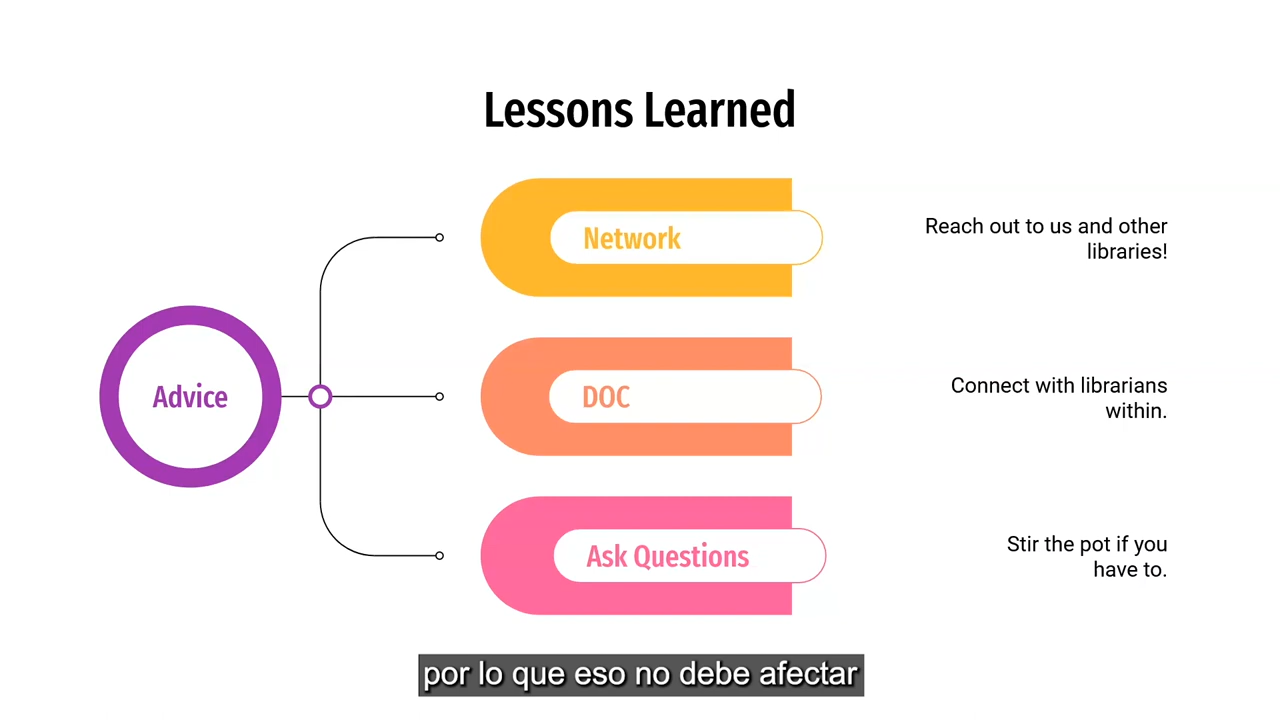 Lessons Learned
Advice
Network
Reach out to us and other
libraries!
DOC
Connect with librarians
within.
Ask Questions
Stir the pot if you
have to.
por lo que eso no debe afectar